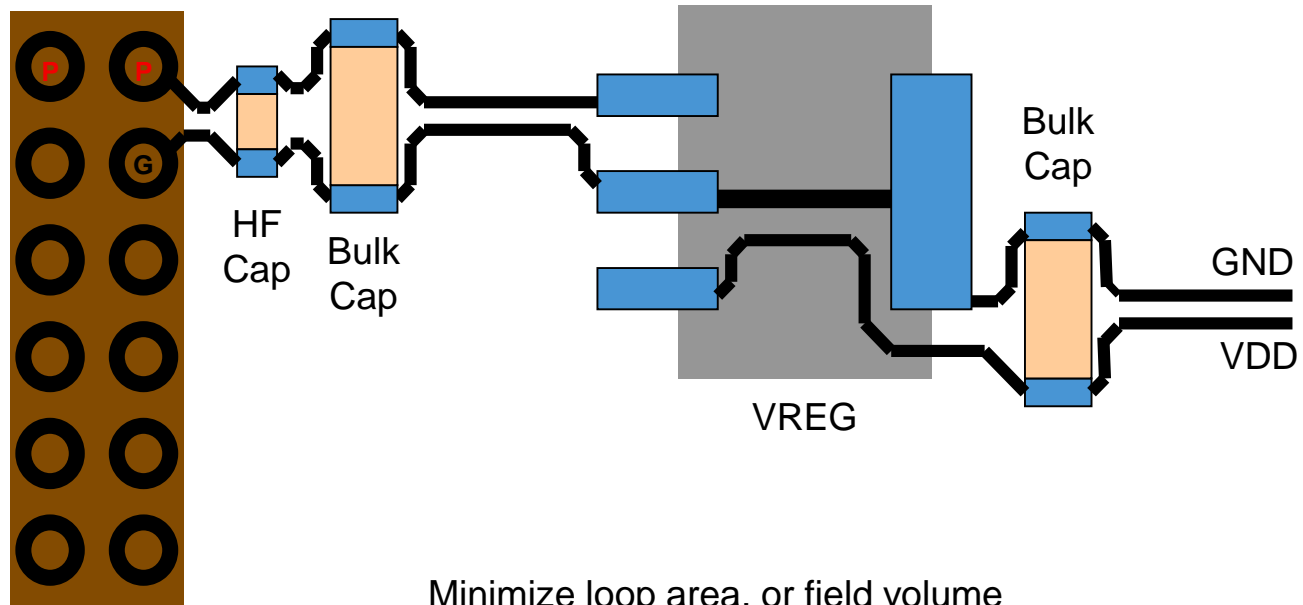 P P
G
HF
Cap
Bulk
Cap
VREG
Bulk
Cap
GND
VDD
Minimize loop area, or field volume